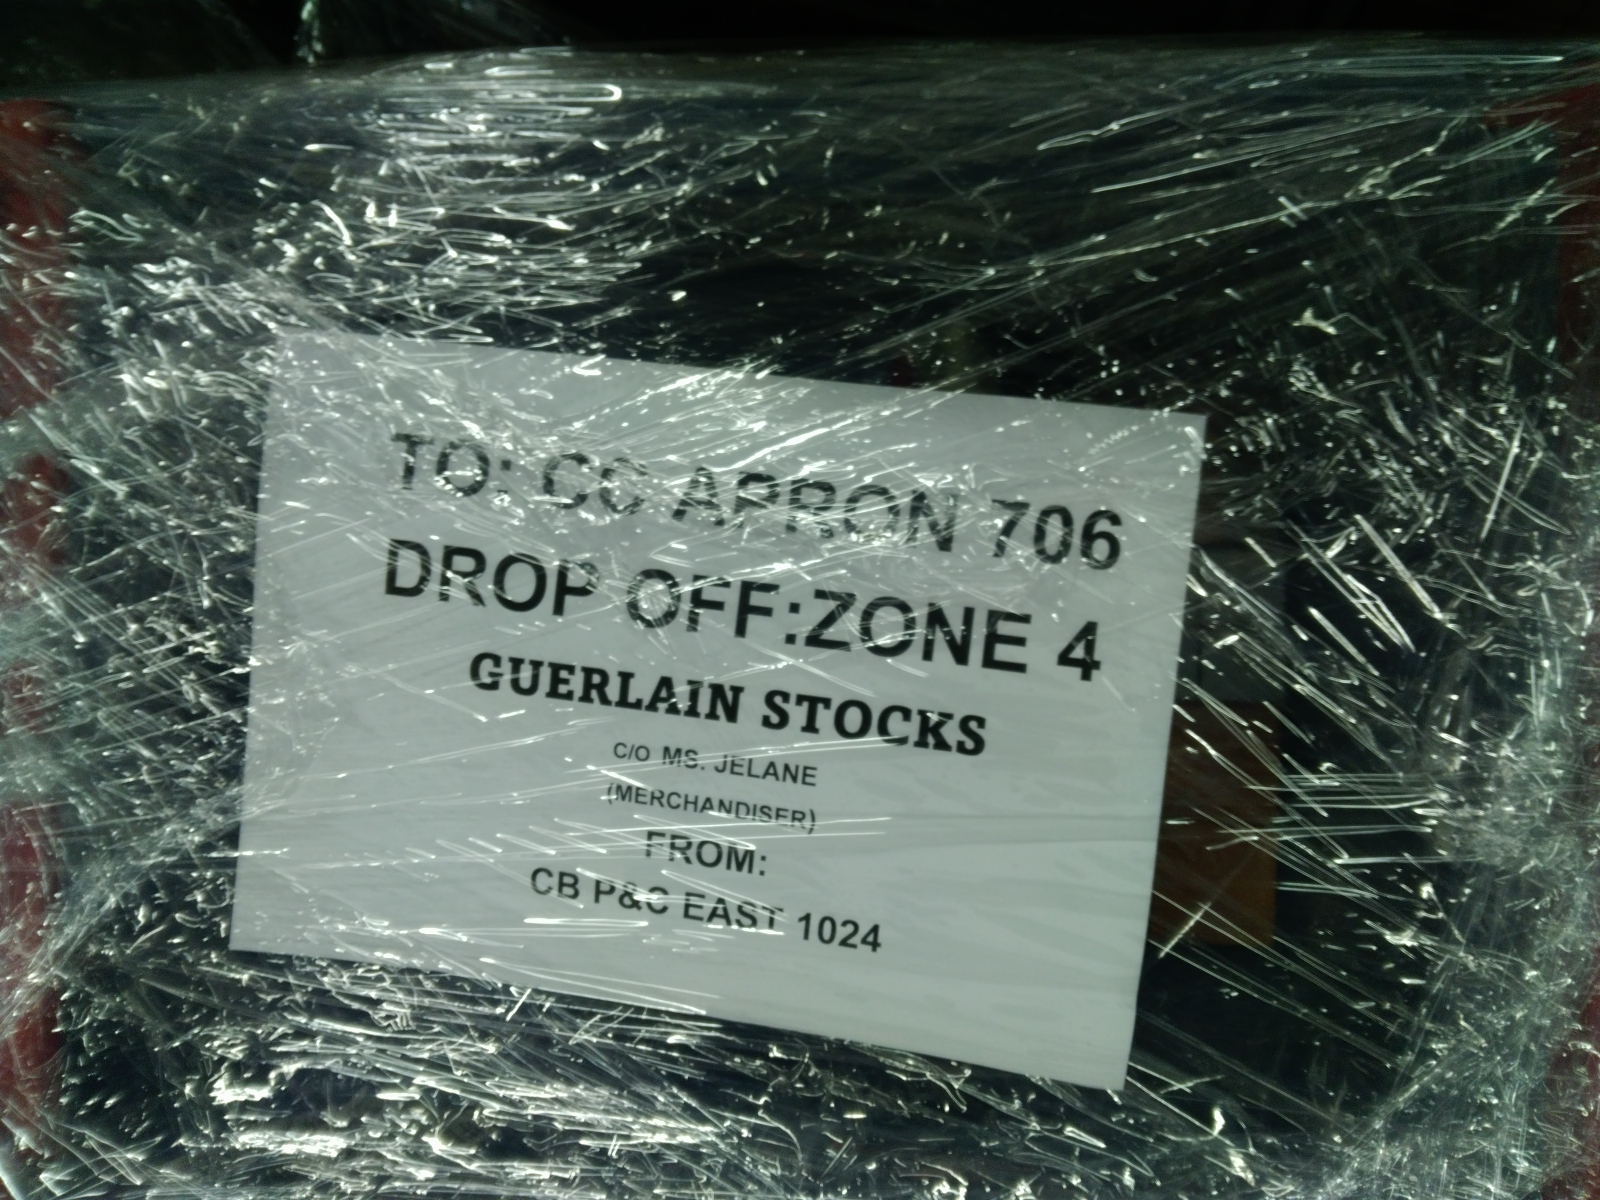 TO: CC APRON 706
DROP OFF:ZONE 4
GUERLAIN STOCKS
C/O MS. JELANE
(MERCHANDISER)
FROM:
CB P&C EAST 1024